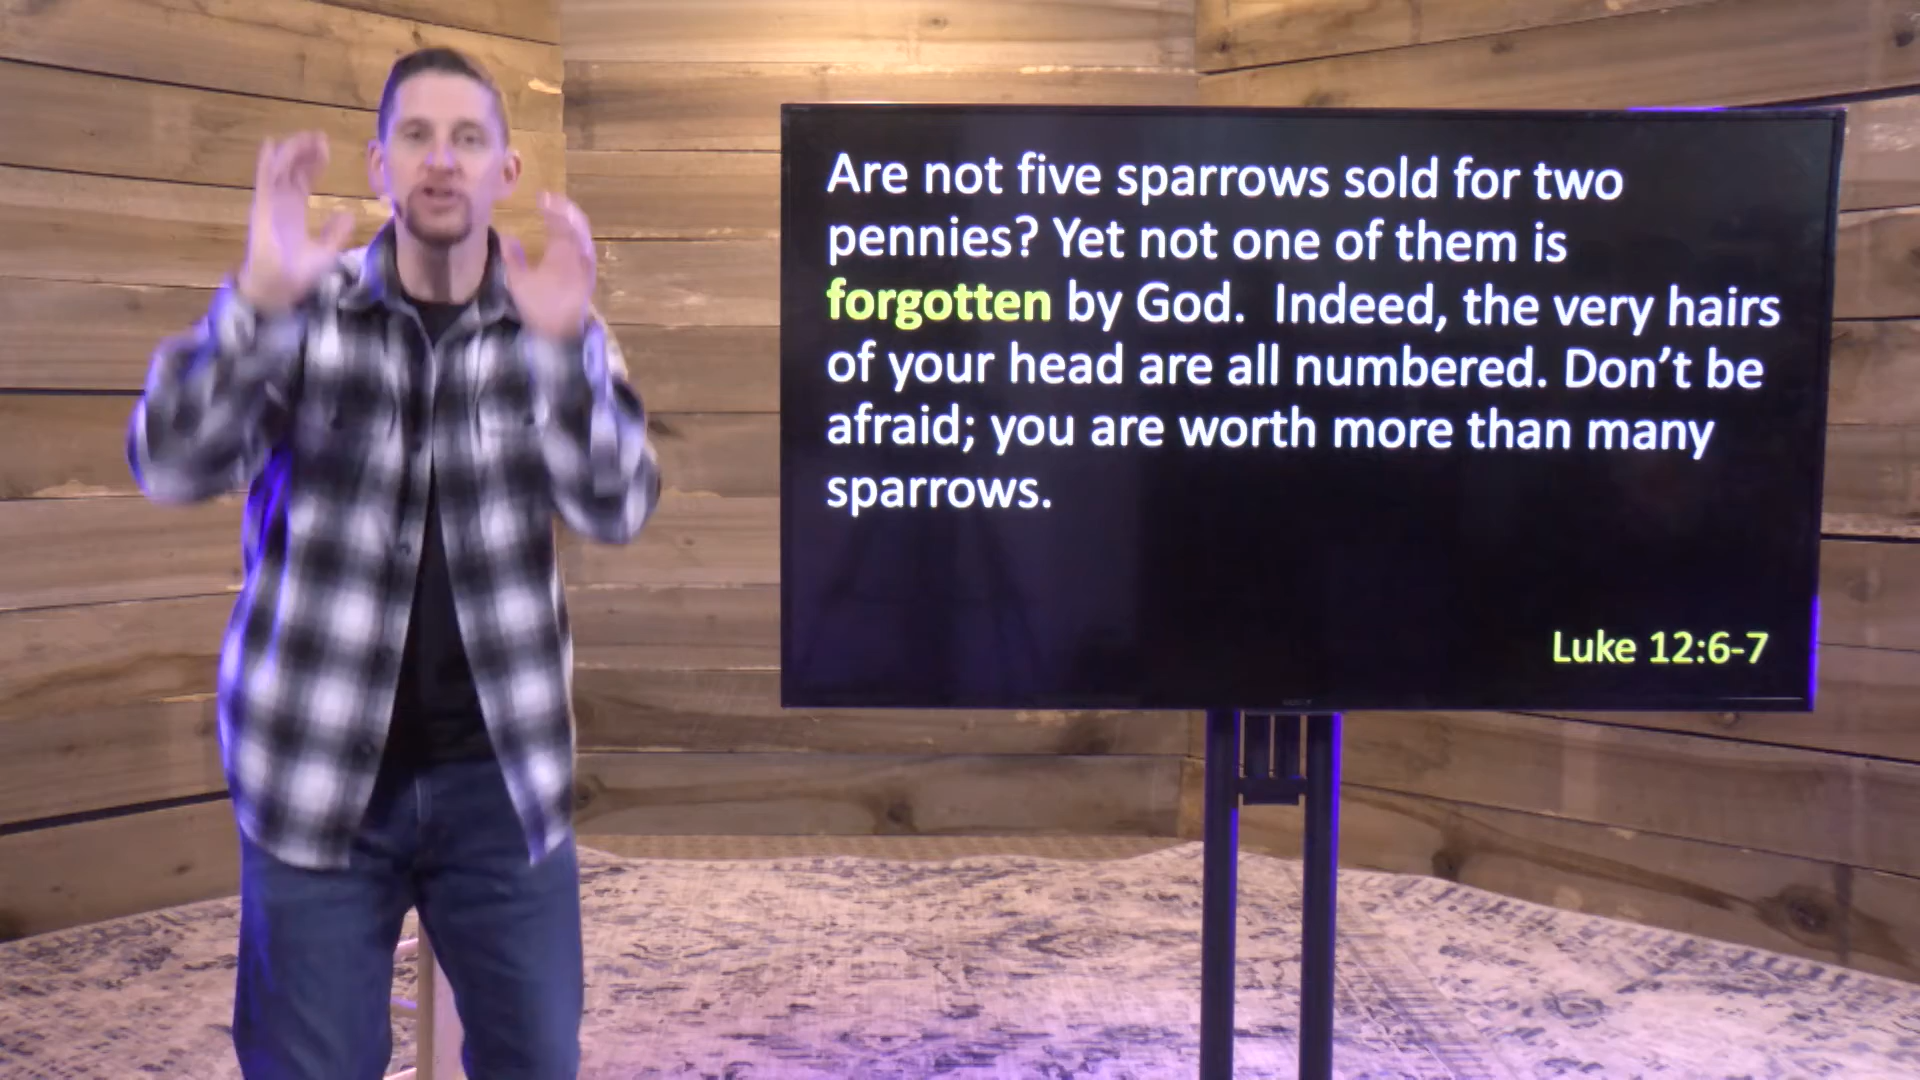 Are not five sparrows sold for two
pennies? Yet not one of them is
forgotten by God.  Indeed, the very hairs
of your head are all numbered. Don’t be
afraid; you are worth more than many
sparrows.
Luke 12:6-7